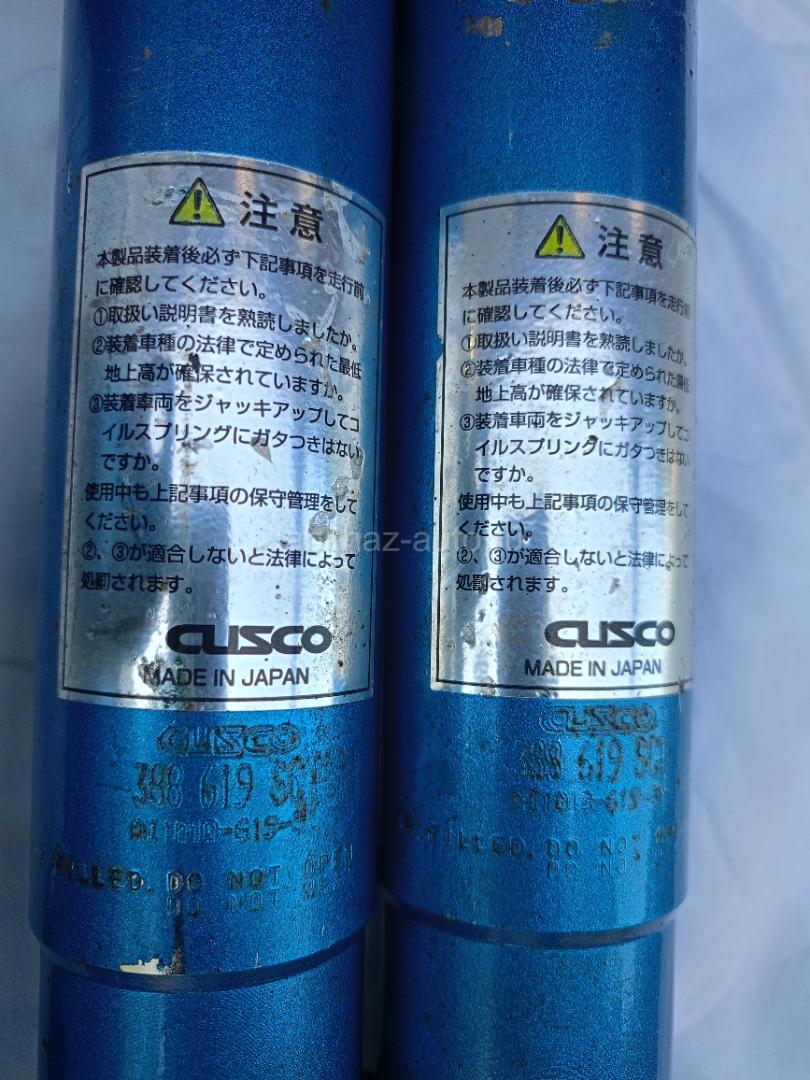 注意
本製品装着後必ず下記事項を走行前
に確認してください。
①取扱い説明書を熟読しましたか。
②装着車種の法律で定められた最低
地上高が確保されていますか。
③装着車両をジャッキアップしてコ
イルスプリングにガタつきはない
ですか。
使用中も上記事項の保守管理をして
ください。
②、③が適合しないと法律によって
処罰されます。
CUSCO
MADE IN JAPAN
CUSCO
388 619
FILLED. DO NOT OPEN
DO NOT
注意
本製品装着後必ず下記事項を走行前
に確認してください。
①取扱い説明書を熟読しましたか。
②装着車種の法律で定められた最低
地上高が確保されていますか。
③装着車両をジャッキアップしてコ
イルスプリングにガタつきはない
ですか。
使用中も上記事項の保守管理をして
ください。
②、③が適合しないと法律によって
処罰されます。
CUSCO
MADE IN JAPAN
CUSCO
388 619
FILLED. DO NOT
DO NOT